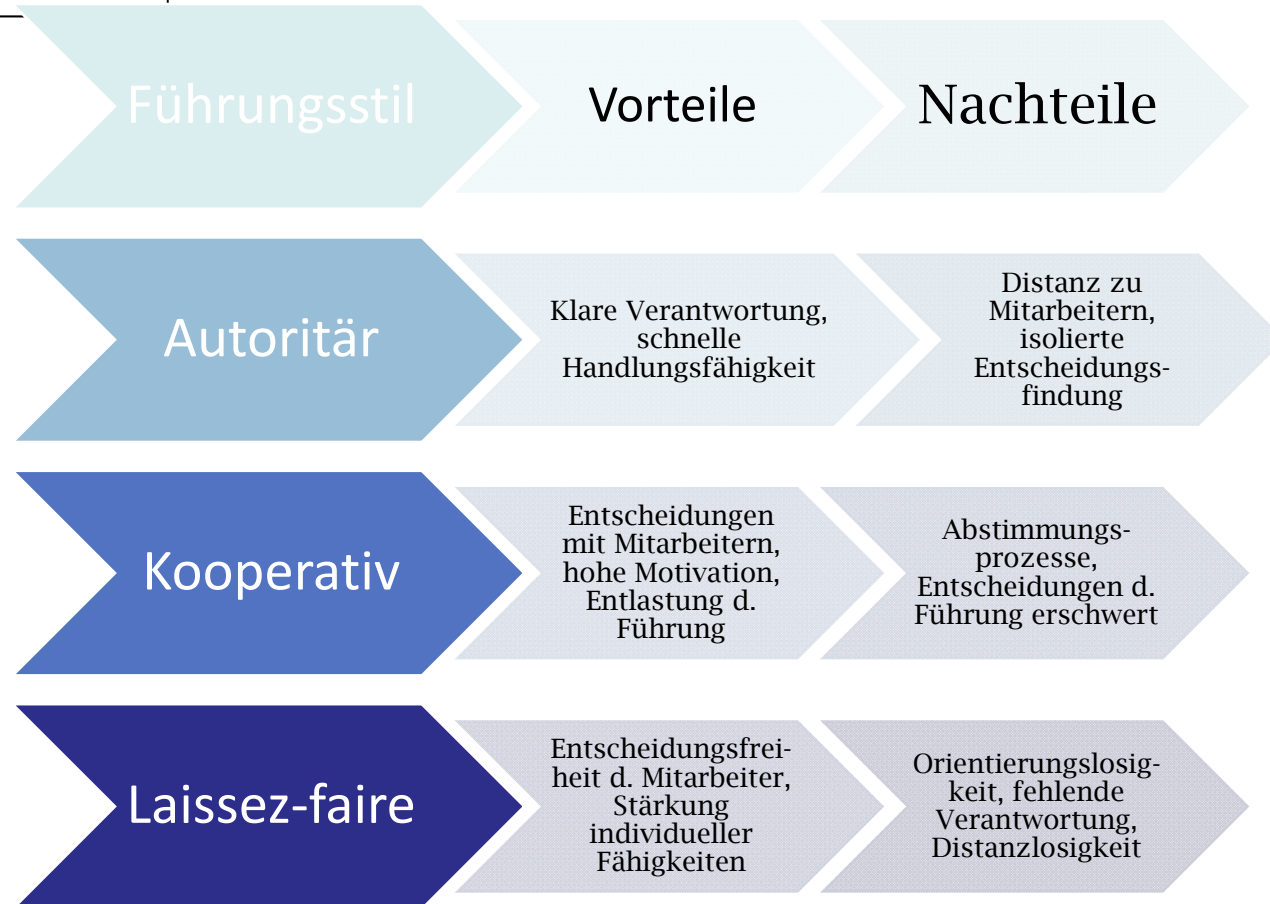 Führungsstil
Vorteile
Nachteile
Autoritär
Klare Verantwortung,
schnelle
Handlungsfähigkeit
Distanz zu
Mitarbeitern,
isolierte
Entscheidungs-
findung
Kooperativ
Entscheidungen
mit Mitarbeitern,
hohe Motivation,
Entlastung d.
Führung
Abstimmungs-
prozesse,
Entscheidungen d.
Führung erschwert
Laissez-faire
Entscheidungsfrei-
heit d. Mitarbeiter,
Stärkung
individueller
Fähigkeiten
Orientierungslosig-
keit, fehlende
Verantwortung,
Distanzlosigkeit